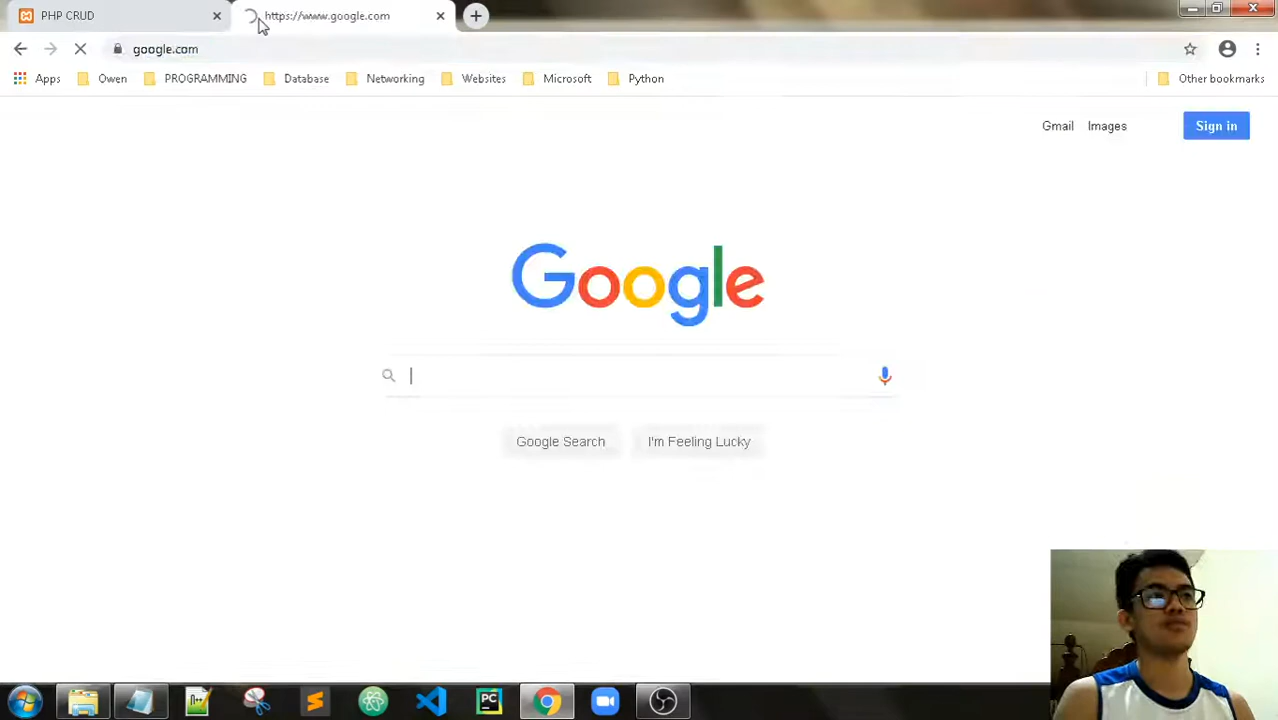 PHP CRUD
https://www.google.com
google.com
Apps Owen PROGRAMMING Database Networking Websites Microsoft Python Other bookmarks
Gmail Images Sign in
Google
Google Search I'm Feeling Lucky
PC